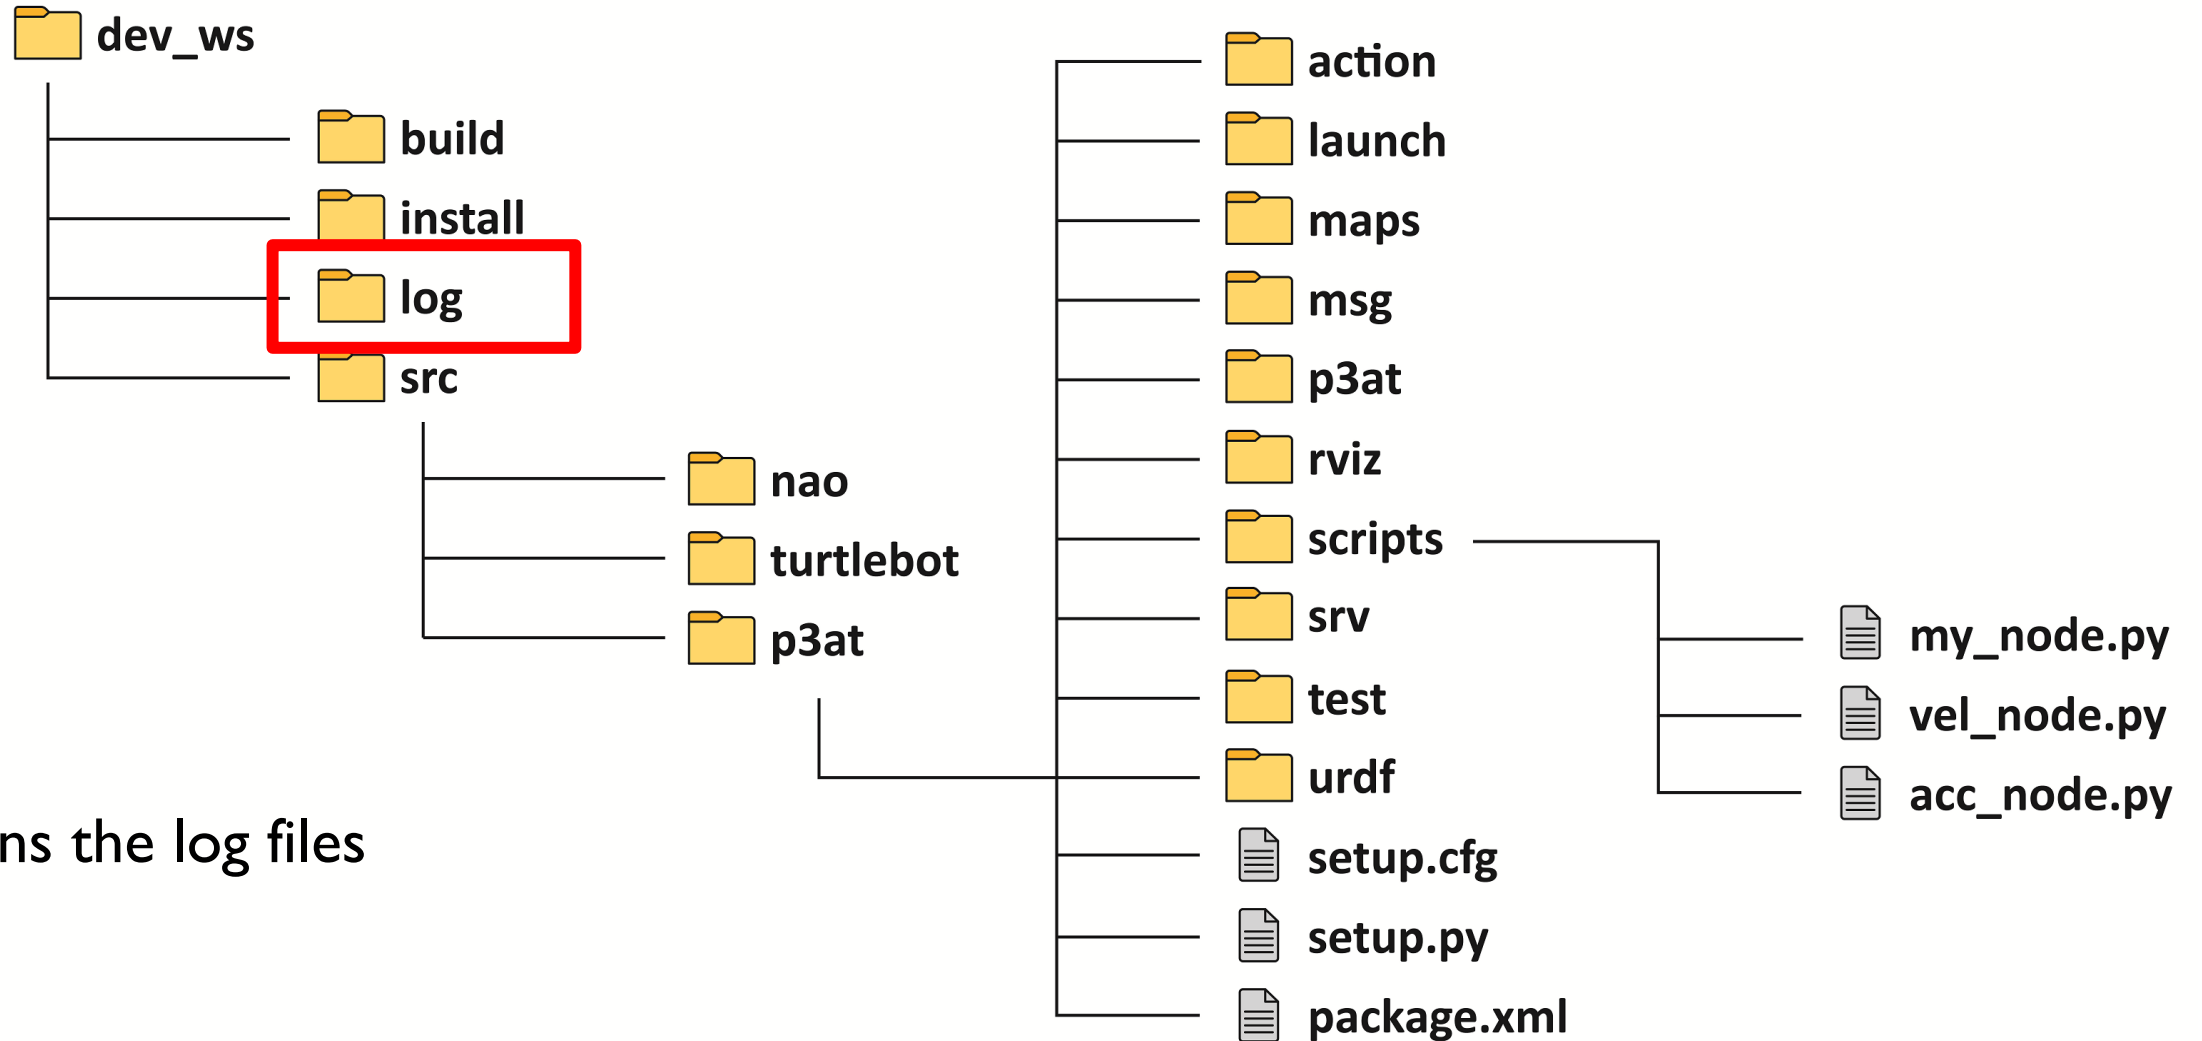 dev_ws
build
install
log
src
nao
turtlebot
p3at
action
launch
maps
msg
p3at
rviz
scripts
srv
test
urdf
setup.cfg
setup.py
package.xml
my_node.py
vel_node.py
acc_node.py
ns the log files